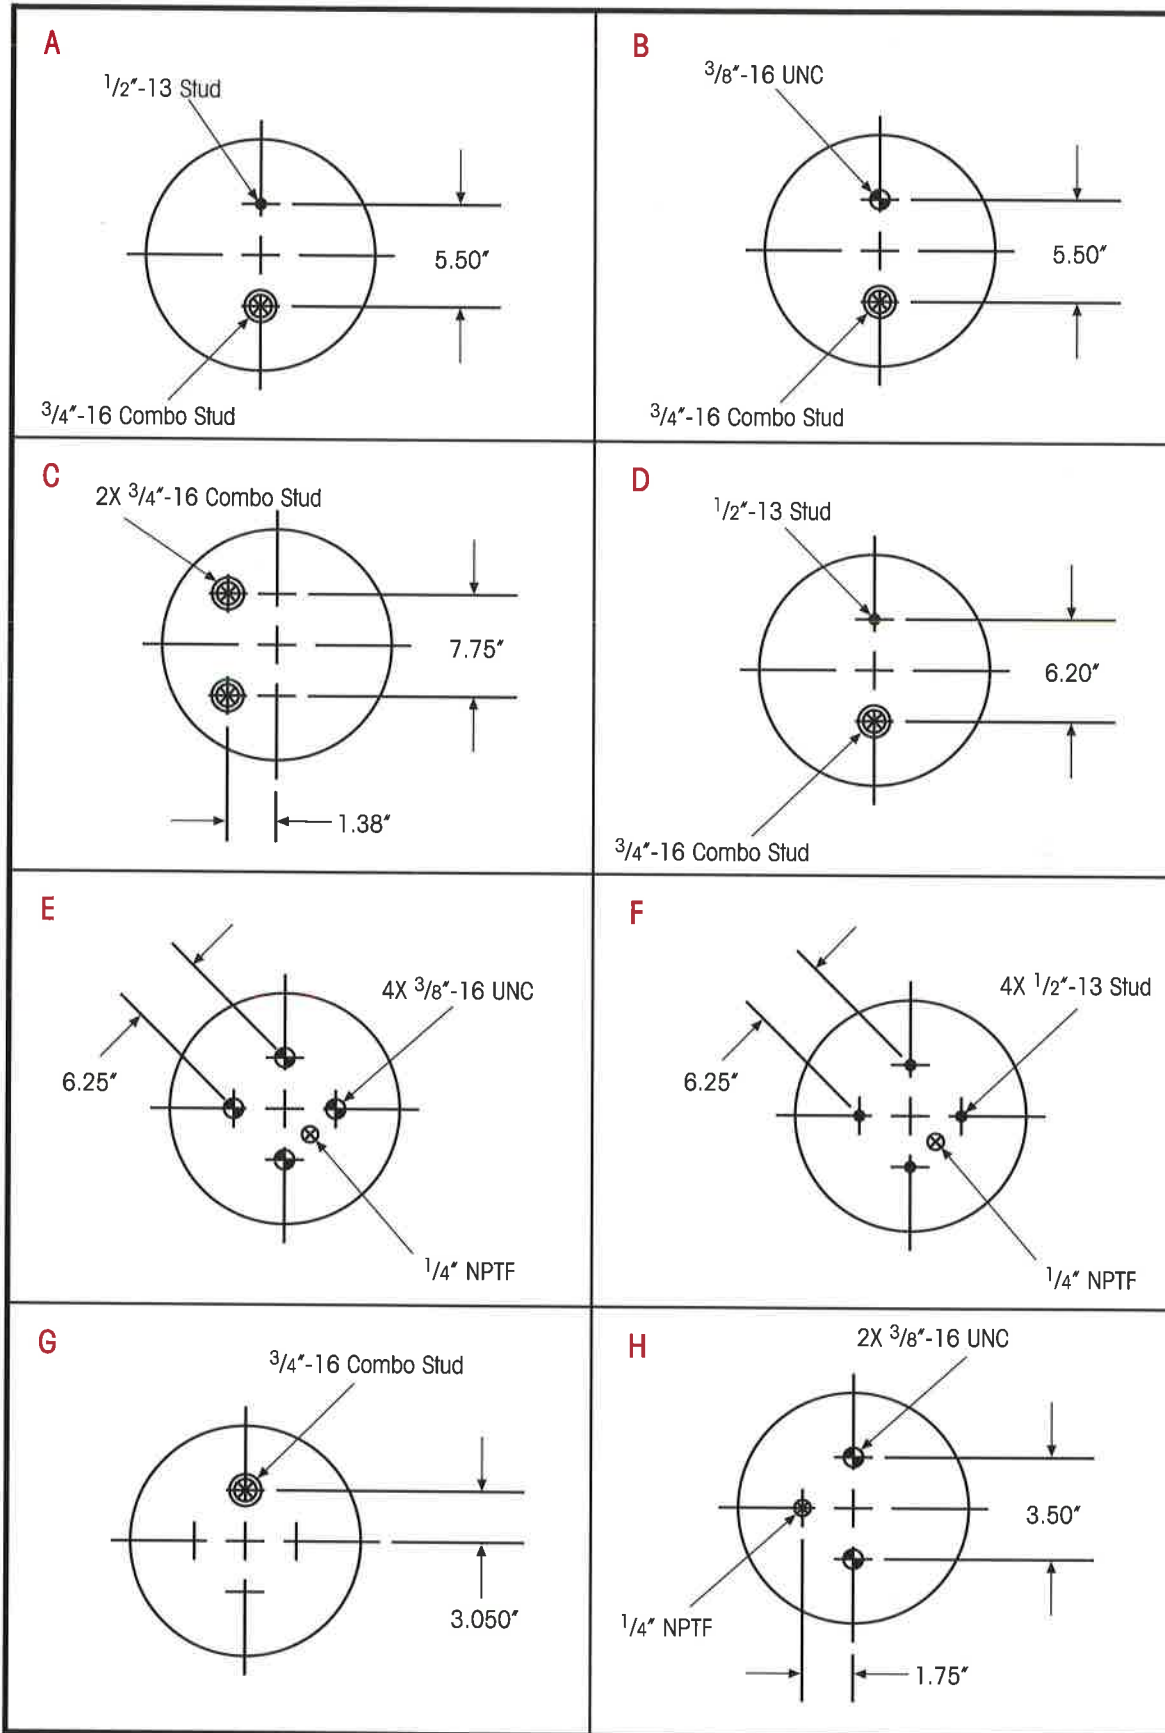 A
1/2"-13 Stud
5.50"
3/4"-16 Combo Stud
B
3/8"-16 UNC
5.50"
3/4"-16 Combo Stud
C
2X 3/4"-16 Combo Stud
7.75"
1.38"
D
1/2"-13 Stud
6.20"
3/4"-16 Combo Stud
E
4X 3/8"-16 UNC
6.25"
1/4" NPTF
F
4X 1/2"-13 Stud
6.25"
1/4" NPTF
G
3/4"-16 Combo Stud
3.050"
H
2X 3/8"-16 UNC
3.50"
1/4" NPTF
1.75"